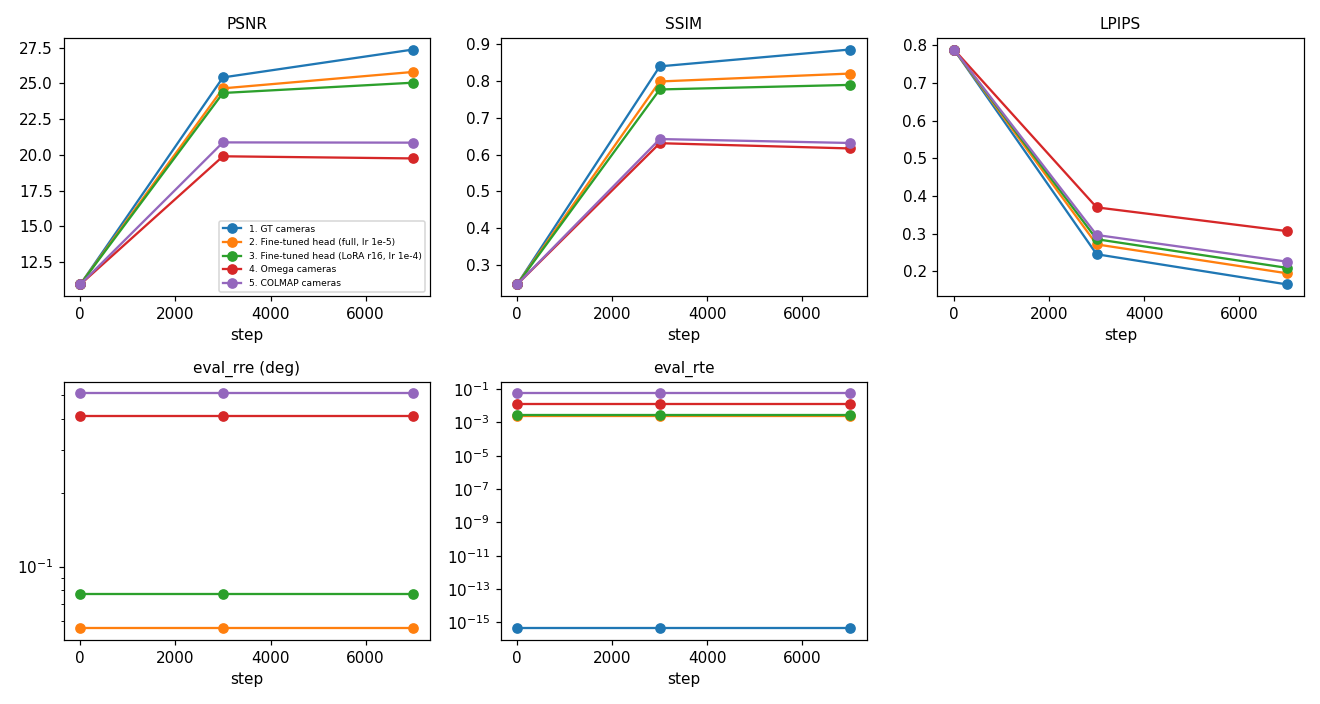 PSNR
27.5
25.0
22.5
20.0
17.5
15.0
12.5
0 2000 4000 6000
step
1. GT cameras
2. Fine-tuned head (full, lr 1e-5)
3. Fine-tuned head (LoRA r16, lr 1e-4)
4. Omega cameras
5. COLMAP cameras
SSIM
0.9
0.8
0.7
0.6
0.5
0.4
0.3
0 2000 4000 6000
step
LPIPS
0.8
0.7
0.6
0.5
0.4
0.3
0.2
0 2000 4000 6000
step
eval_rre (deg)
10⁻¹
0 2000 4000 6000
step
eval_rte
10⁻¹
10⁻³
10⁻⁵
10⁻⁷
10⁻⁹
10⁻¹¹
10⁻¹³
10⁻¹⁵
0 2000 4000 6000
step